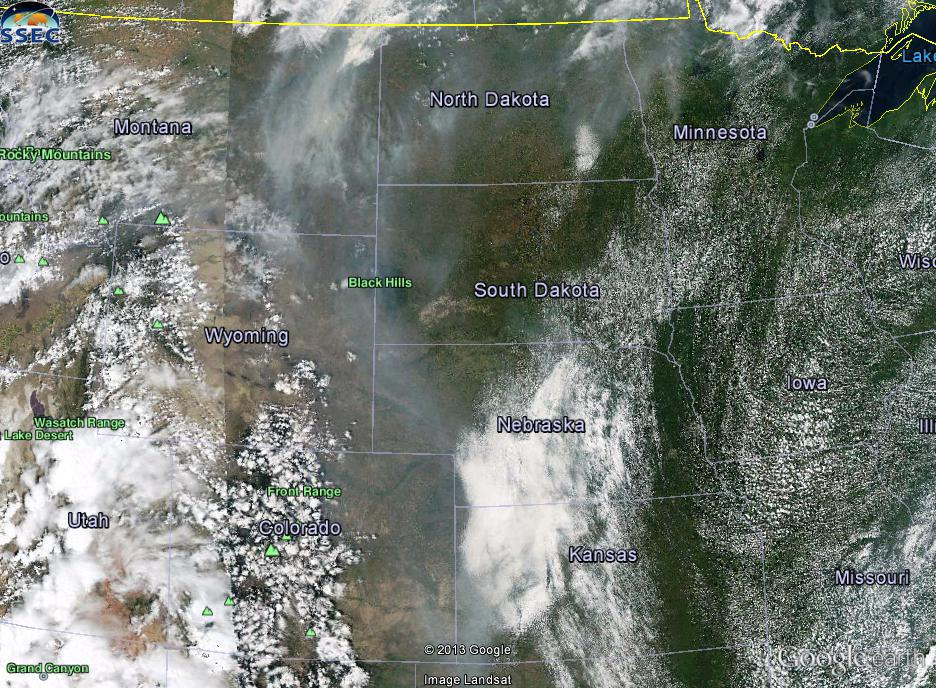 SSEC
Lake
North Dakota
Montana
Minnesota
Rocky Mountains
ountains
o
Wisc
Black Hills
South Dakota
Wyoming
Iowa
Wasatch Range
Nebraska
Illi
Lake Desert
Front Range
Utah
Colorado
Kansas
Missouri
© 2013 Google
Grand Canyon
Google earth
Image Landsat